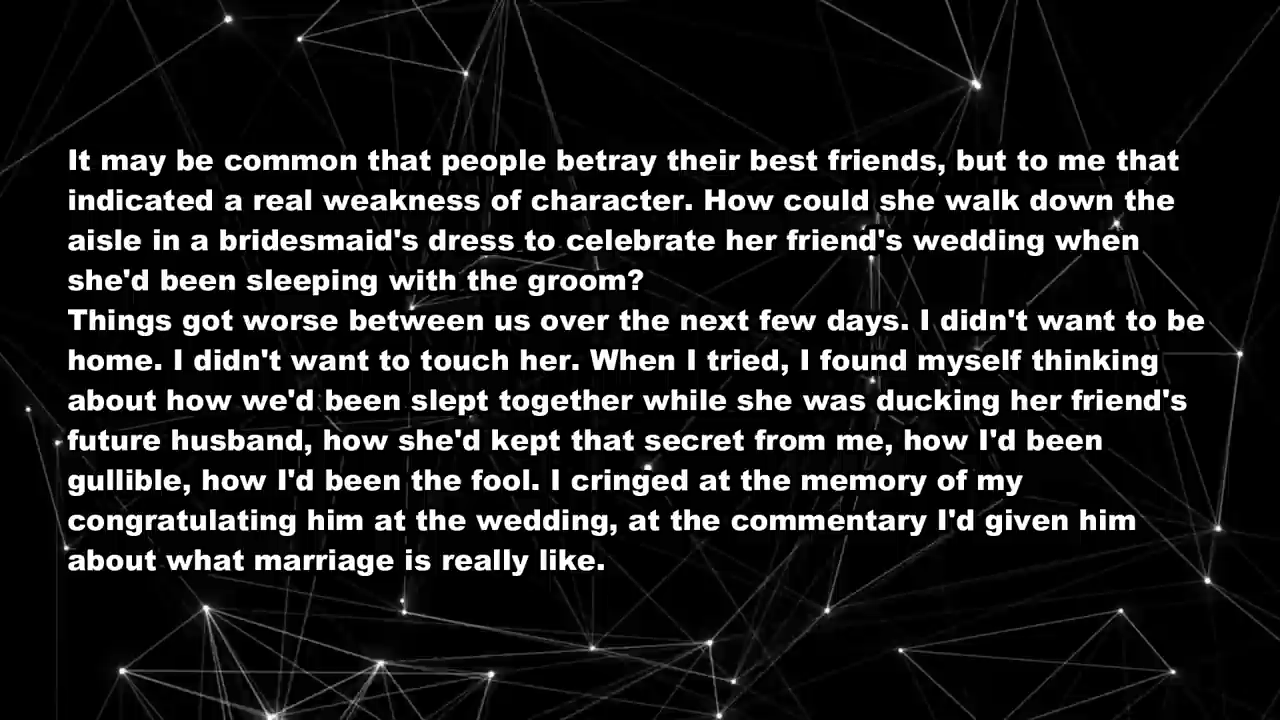 It may be common that people betray their best friends, but to me that
indicated a real weakness of character. How could she walk down the
aisle in a bridesmaid's dress to celebrate her friend's wedding when
she'd been sleeping with the groom?
Things got worse between us over the next few days. I didn't want to be
home. I didn't want to touch her. When I tried, I found myself thinking
about how we'd been slept together while she was ducking her friend's
future husband, how she'd kept that secret from me, how I'd been
gullible, how I'd been the fool. I cringed at the memory of my
congratulating him at the wedding, at the commentary I'd given him
about what marriage is really like.